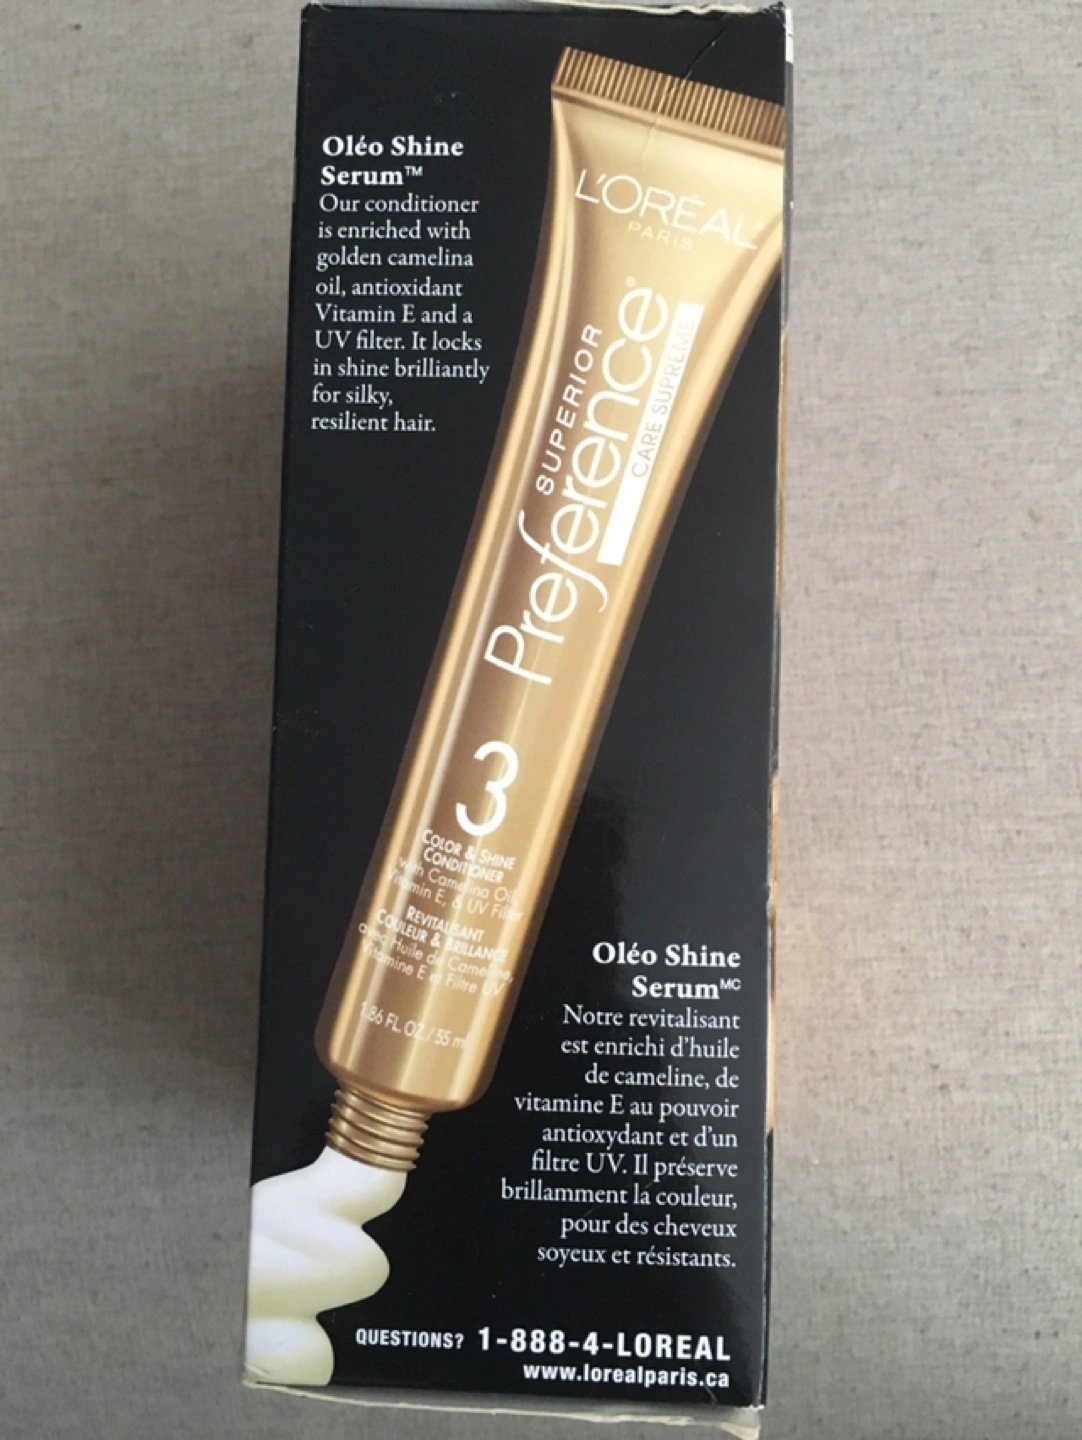 Oléo Shine
Serum™
Our conditioner
is enriched with
golden camelina
oil, antioxidant
Vitamin E and a
UV filter. It locks
in shine brilliantly
for silky,
resilient hair.
L'ORÉAL
PARIS
SUPERIOR
Preference®
CARE SUPREME
3
COLOR & SHINE
CONDITIONER
with Camelina Oil,
Vitamin E, & UV Filter
REVITALISANT
COULEUR & BRILLANCE
avec Huile de Cameline,
Vitamine E et Filtre UV
1.86 FL. OZ. / 55 ml
Oléo Shine
Serum MC
Notre revitalisant
est enrichi d'huile
de cameline, de
vitamine E au pouvoir
antioxydant et d'un
filtre UV. Il préserve
brillamment la couleur,
pour des cheveux
soyeux et résistants.
QUESTIONS? 1-888-4-LOREAL
www.lorealparis.ca